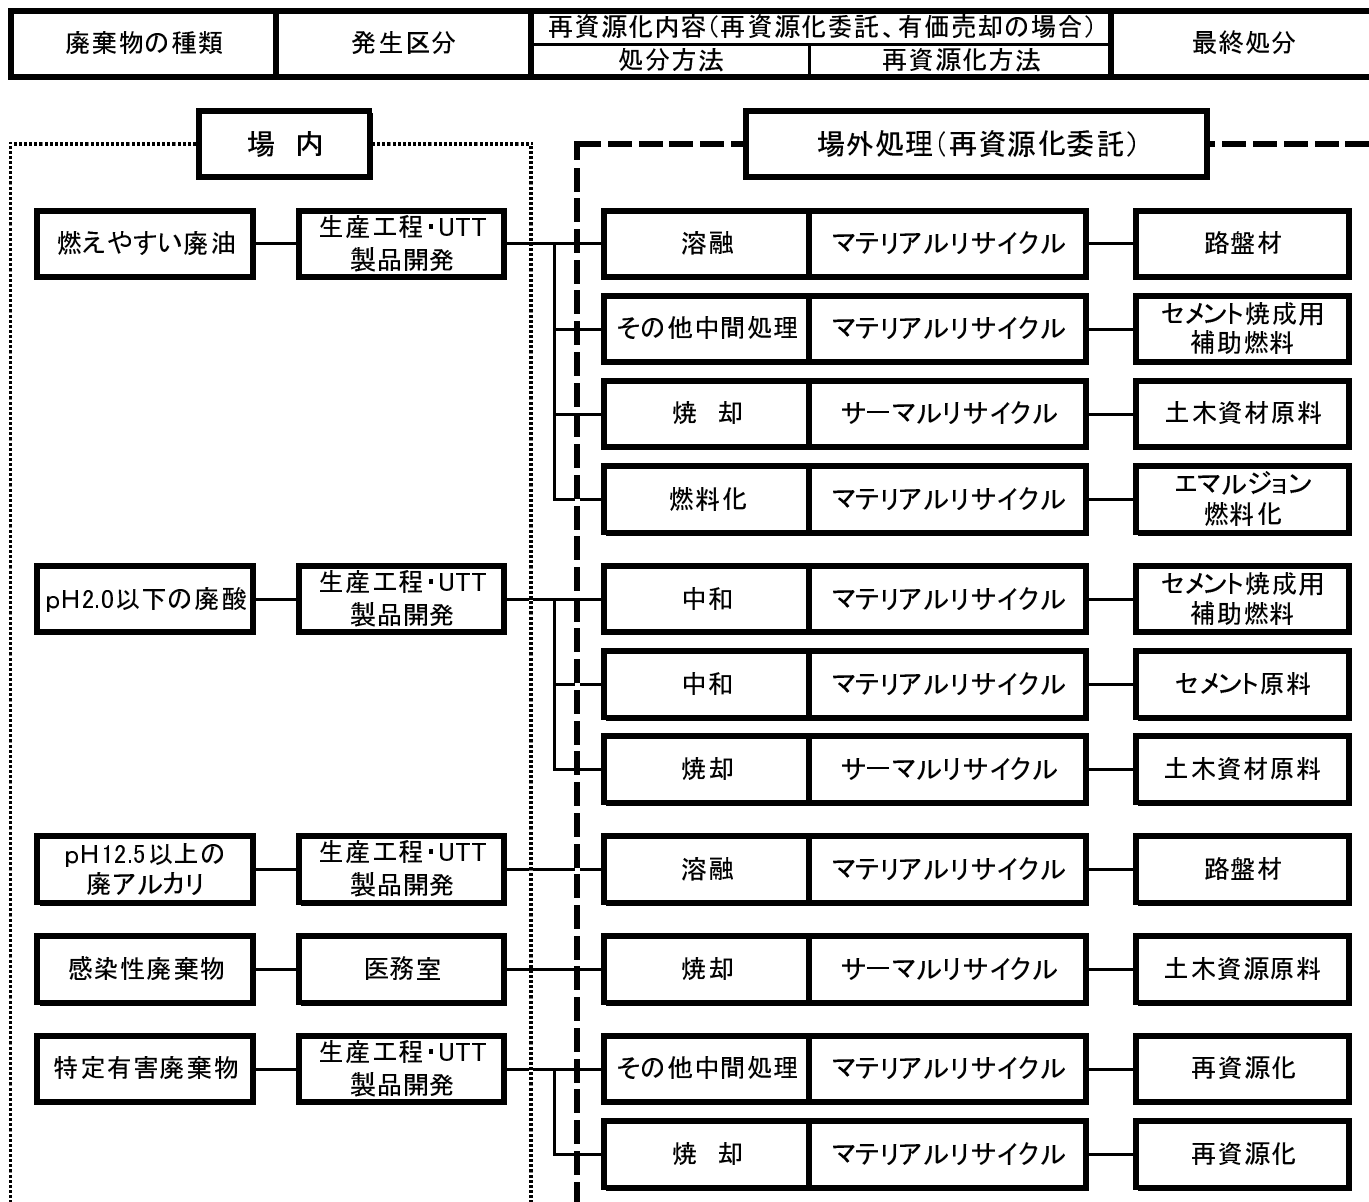 廃棄物の種類
発生区分
再資源化内容(再資源化委託、有価売却の場合)
処分方法
再資源化方法
最終処分
場 内
場外処理(再資源化委託)
燃えやすい廃油
生産工程・UTT
製品開発
溶融
マテリアルリサイクル
路盤材
その他中間処理
マテリアルリサイクル
セメント焼成用
補助燃料
焼 却
サーマルリサイクル
土木資材原料
燃料化
マテリアルリサイクル
エマルジョン
燃料化
pH2.0以下の廃酸
生産工程・UTT
製品開発
中和
マテリアルリサイクル
セメント焼成用
補助燃料
中和
マテリアルリサイクル
セメント原料
焼却
サーマルリサイクル
土木資材原料
pH12.5以上の
廃アルカリ
生産工程・UTT
製品開発
溶融
マテリアルリサイクル
路盤材
感染性廃棄物
医務室
焼却
サーマルリサイクル
土木資源原料
特定有害廃棄物
生産工程・UTT
製品開発
その他中間処理
マテリアルリサイクル
再資源化
焼 却
マテリアルリサイクル
再資源化